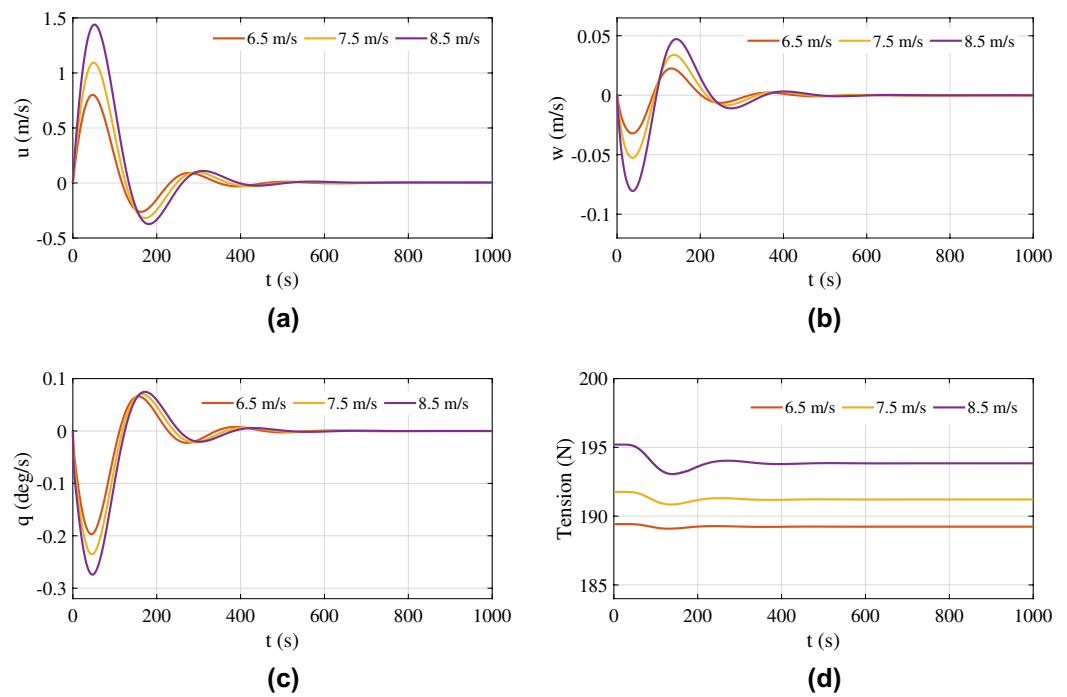 1.5
1
0.5
0
-0.5
u (m/s)
6.5 m/s 7.5 m/s 8.5 m/s
0 200 400 600 800 1000
t (s)
(a)
0.05
0
-0.05
-0.1
w (m/s)
6.5 m/s 7.5 m/s 8.5 m/s
0 200 400 600 800 1000
t (s)
(b)
0.1
0
-0.1
-0.2
-0.3
q (deg/s)
6.5 m/s 7.5 m/s 8.5 m/s
0 200 400 600 800 1000
t (s)
(c)
200
195
190
185
Tension (N)
6.5 m/s 7.5 m/s 8.5 m/s
0 200 400 600 800 1000
t (s)
(d)